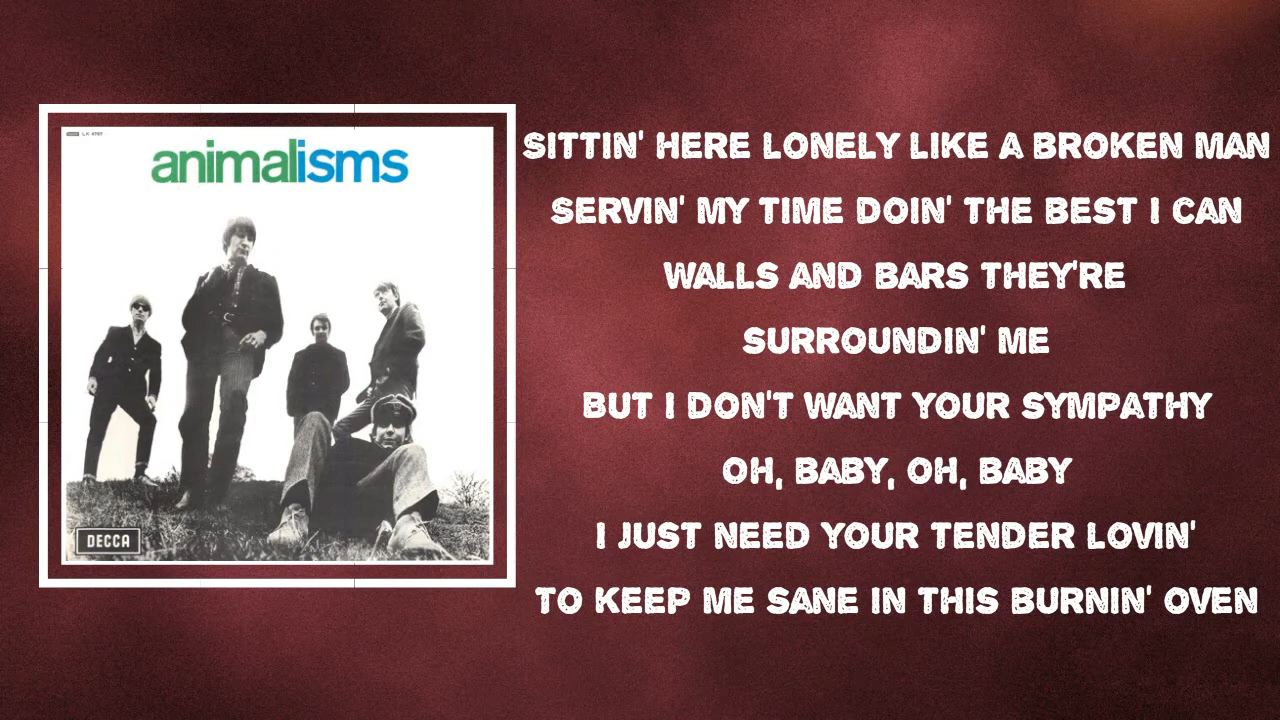 animalisms
DECCA
SITTIN' HERE LONELY LIKE A BROKEN MAN
SERVIN' MY TIME DOIN' THE BEST I CAN
WALLS AND BARS THEY'RE
SURROUNDIN' ME
BUT I DON'T WANT YOUR SYMPATHY
OH, BABY, OH, BABY
I JUST NEED YOUR TENDER LOVIN'
TO KEEP ME SANE IN THIS BURNIN' OVEN